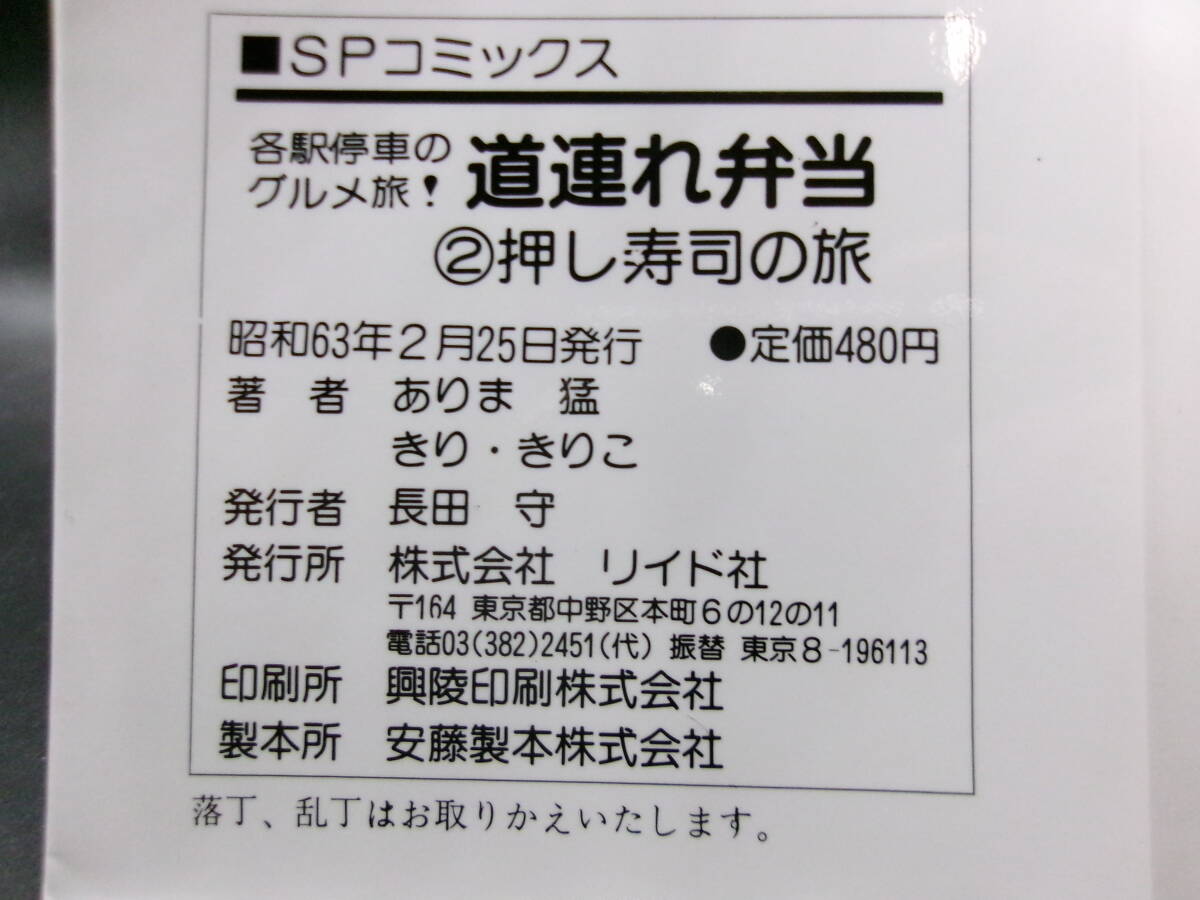 ■SPコミックス
各駅停車の
グルメ旅! 道連れ弁当
②押し寿司の旅
昭和63年2月25日発行 ●定価480円
著 者 ありま 猛
きり・きりこ
発行者 長田 守
発行所 株式会社 リイド社
〒164 東京都中野区本町6の12の11
電話03(382)2451(代) 振替 東京8-196113
印刷所 興陵印刷株式会社
製本所 安藤製本株式会社
落丁、乱丁はお取りかえいたします。